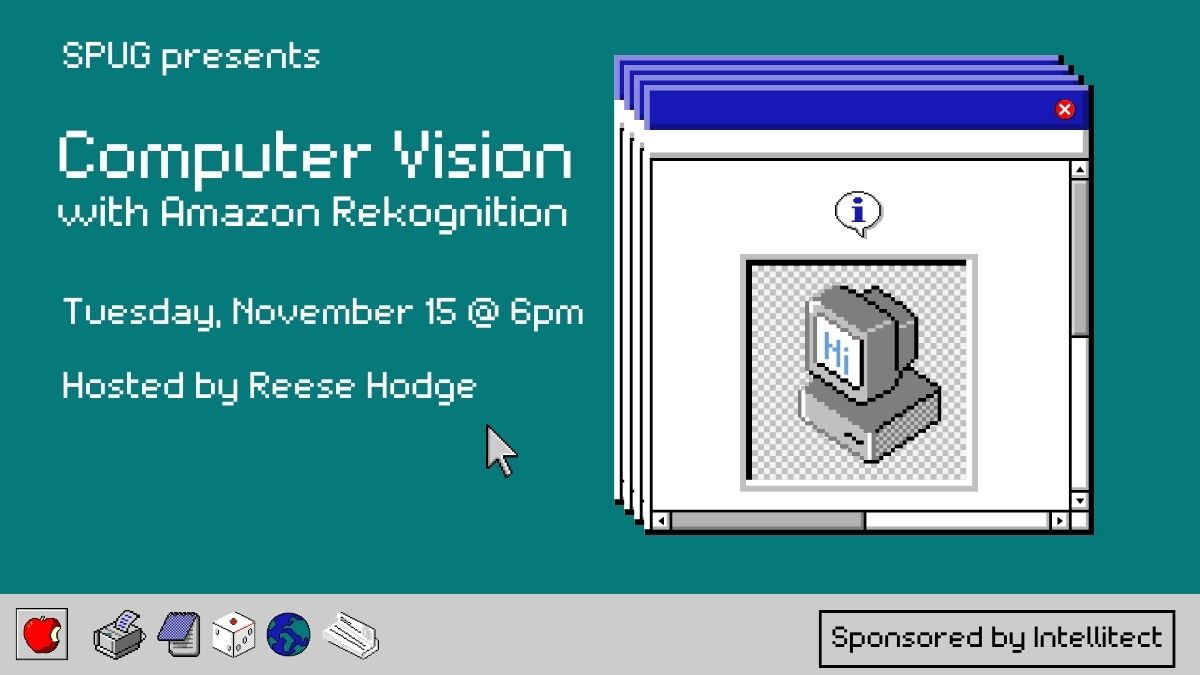 SPUG presents
Computer Vision
with Amazon Rekognition
Tuesday, November 15 @ 6pm
Hosted by Reese Hodge
i
Hi
Sponsored by Intellitect